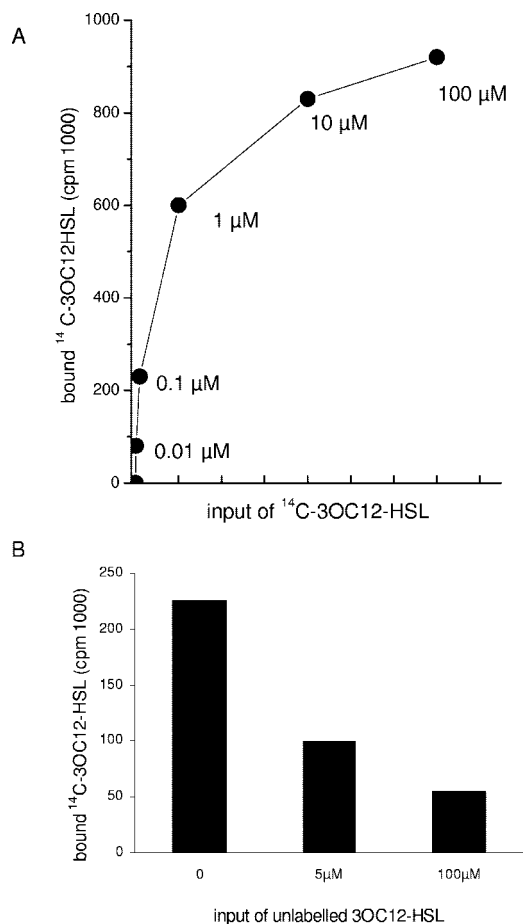 A
1000
800
600
400
200
0
bound ¹⁴C-3OC12HSL (cpm 1000)
100 µM
10 µM
1 µM
0.1 µM
0.01 µM
input of ¹⁴C-3OC12-HSL
B
250
200
150
100
50
0
bound ¹⁴C-3OC12-HSL (cpm 1000)
0 5µM 100µM
input of unlabelled 3OC12-HSL